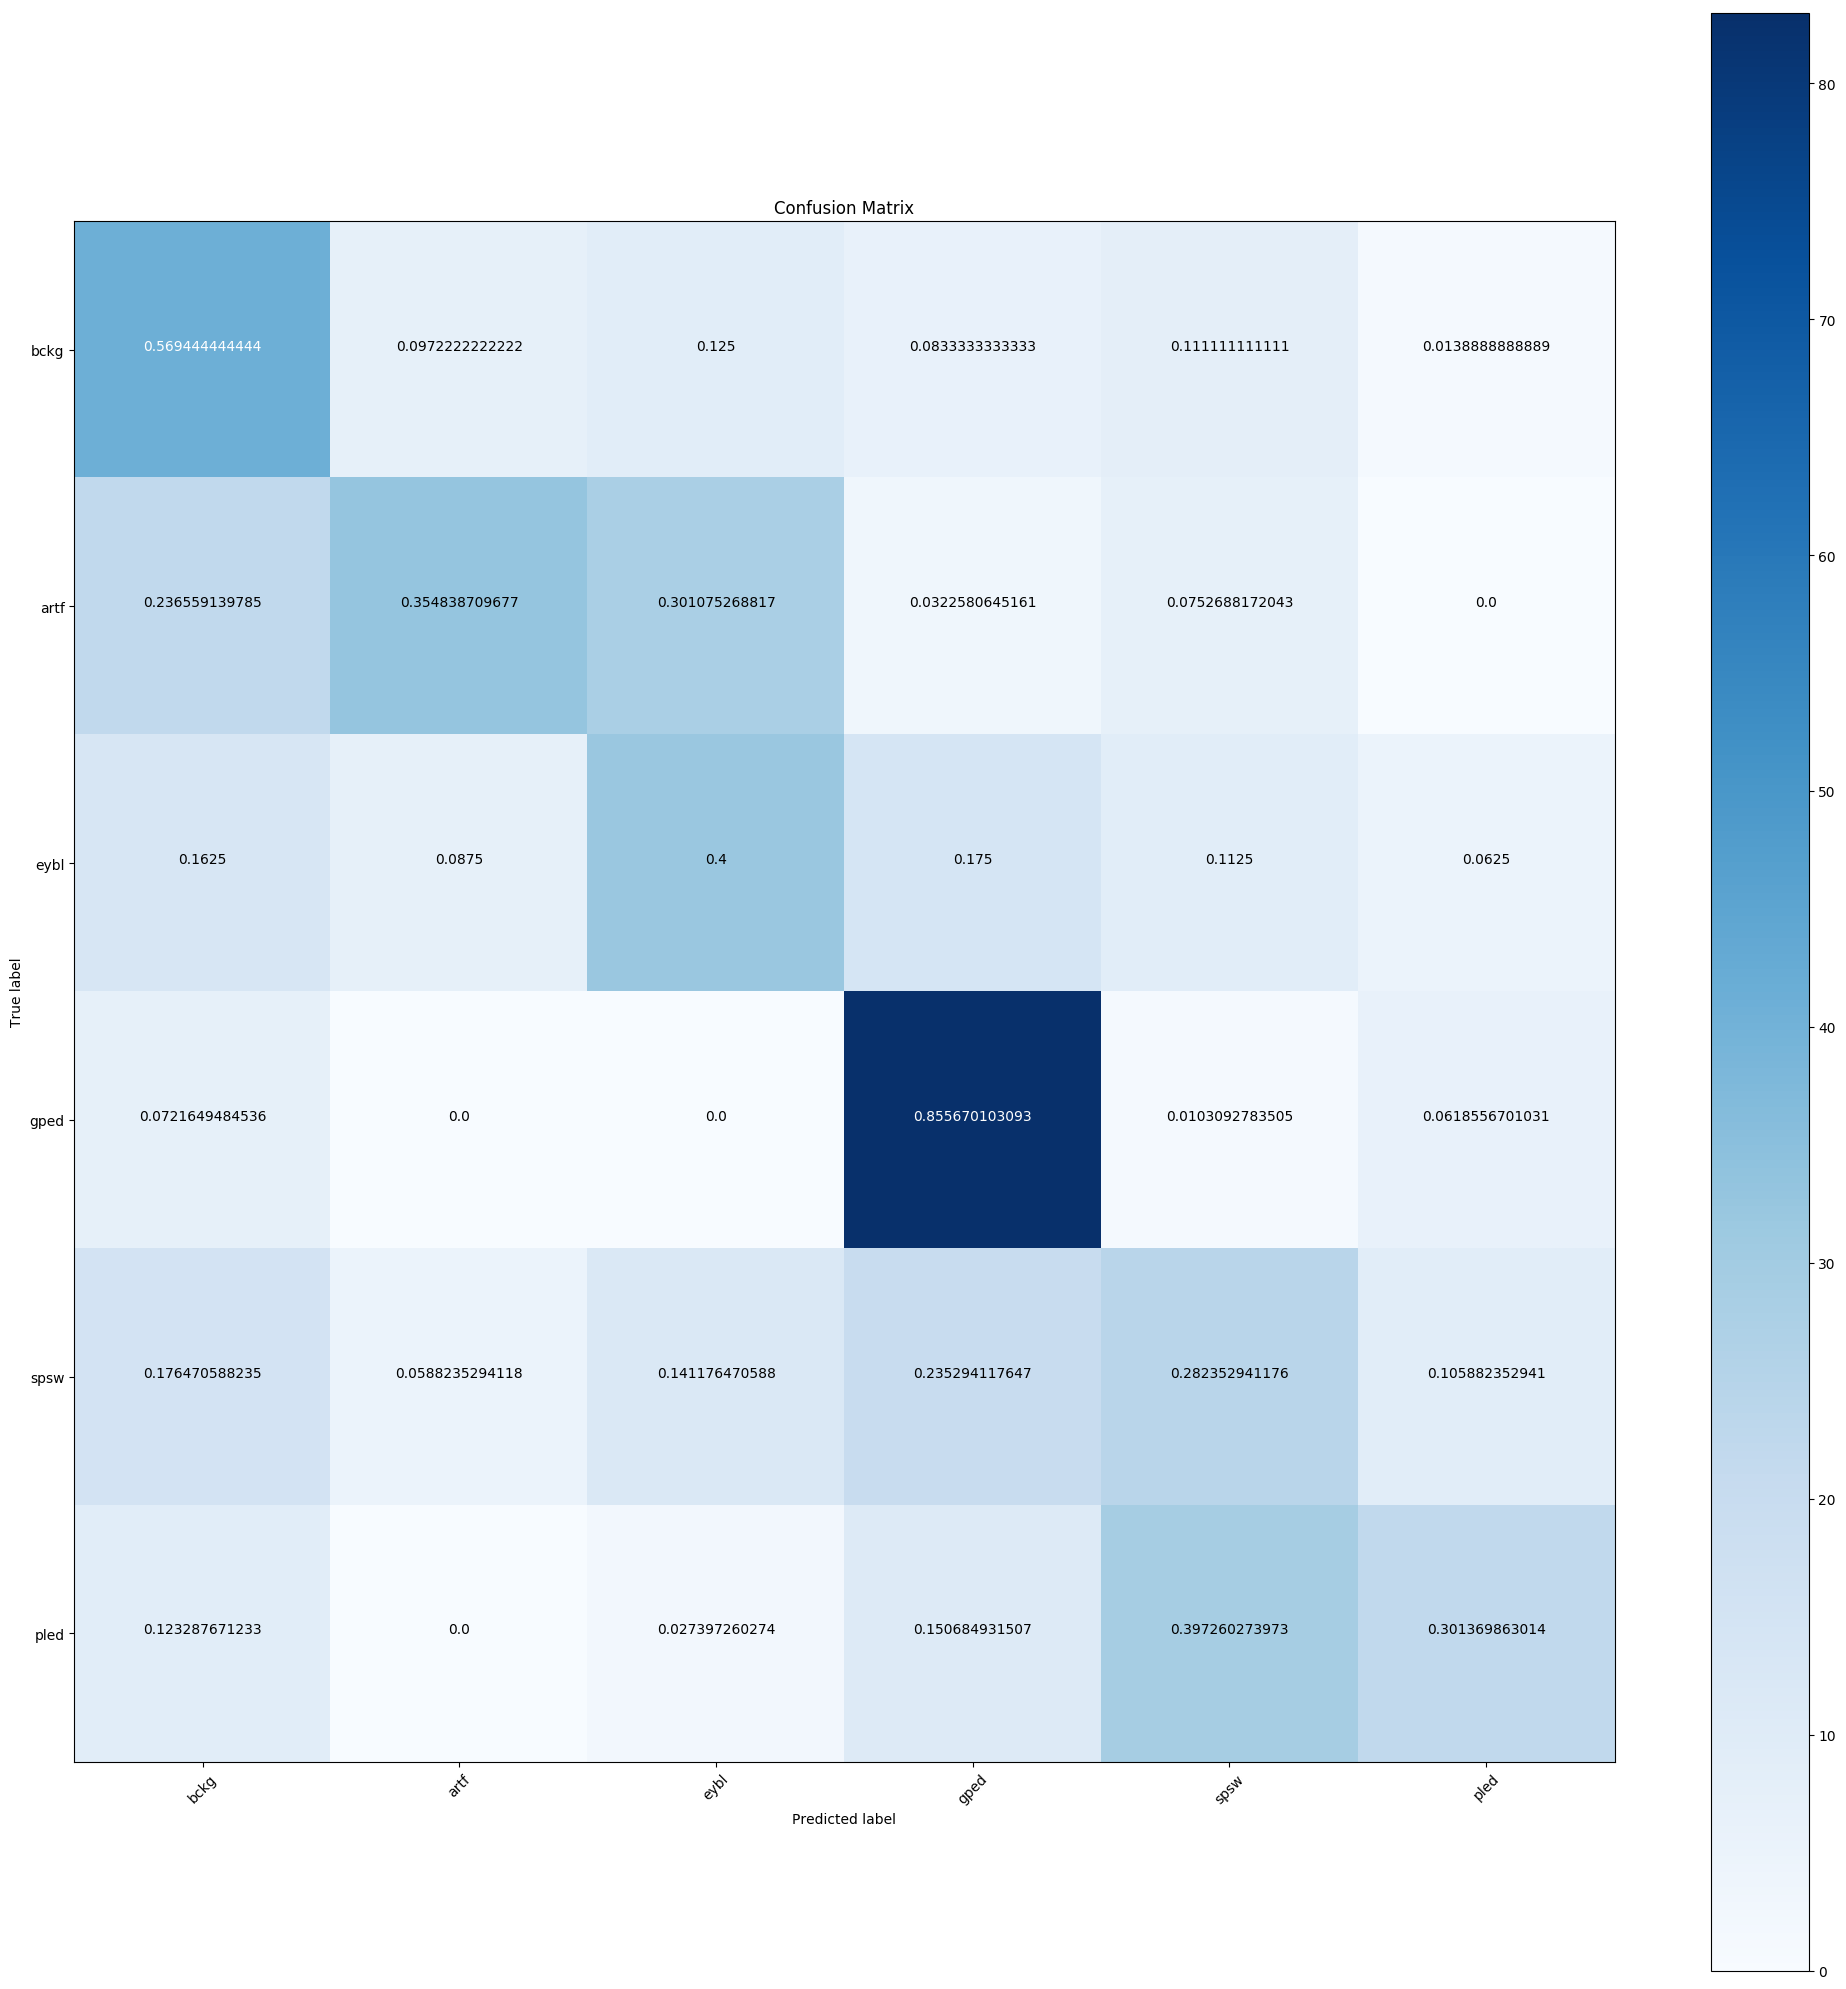 Confusion Matrix
bckg 0.569444444444 0.0972222222222 0.125 0.0833333333333 0.111111111111 0.0138888888889
artf 0.236559139785 0.354838709677 0.301075268817 0.0322580645161 0.0752688172043 0.0
eybl 0.1625 0.0875 0.4 0.175 0.1125 0.0625
gped 0.0721649484536 0.0 0.0 0.855670103093 0.0103092783505 0.0618556701031
spsw 0.176470588235 0.0588235294118 0.141176470588 0.235294117647 0.282352941176 0.105882352941
pled 0.123287671233 0.0 0.027397260274 0.150684931507 0.397260273973 0.301369863014
bckg artf eybl gped spsw pled
Predicted label
True label
80
70
60
50
40
30
20
10
0